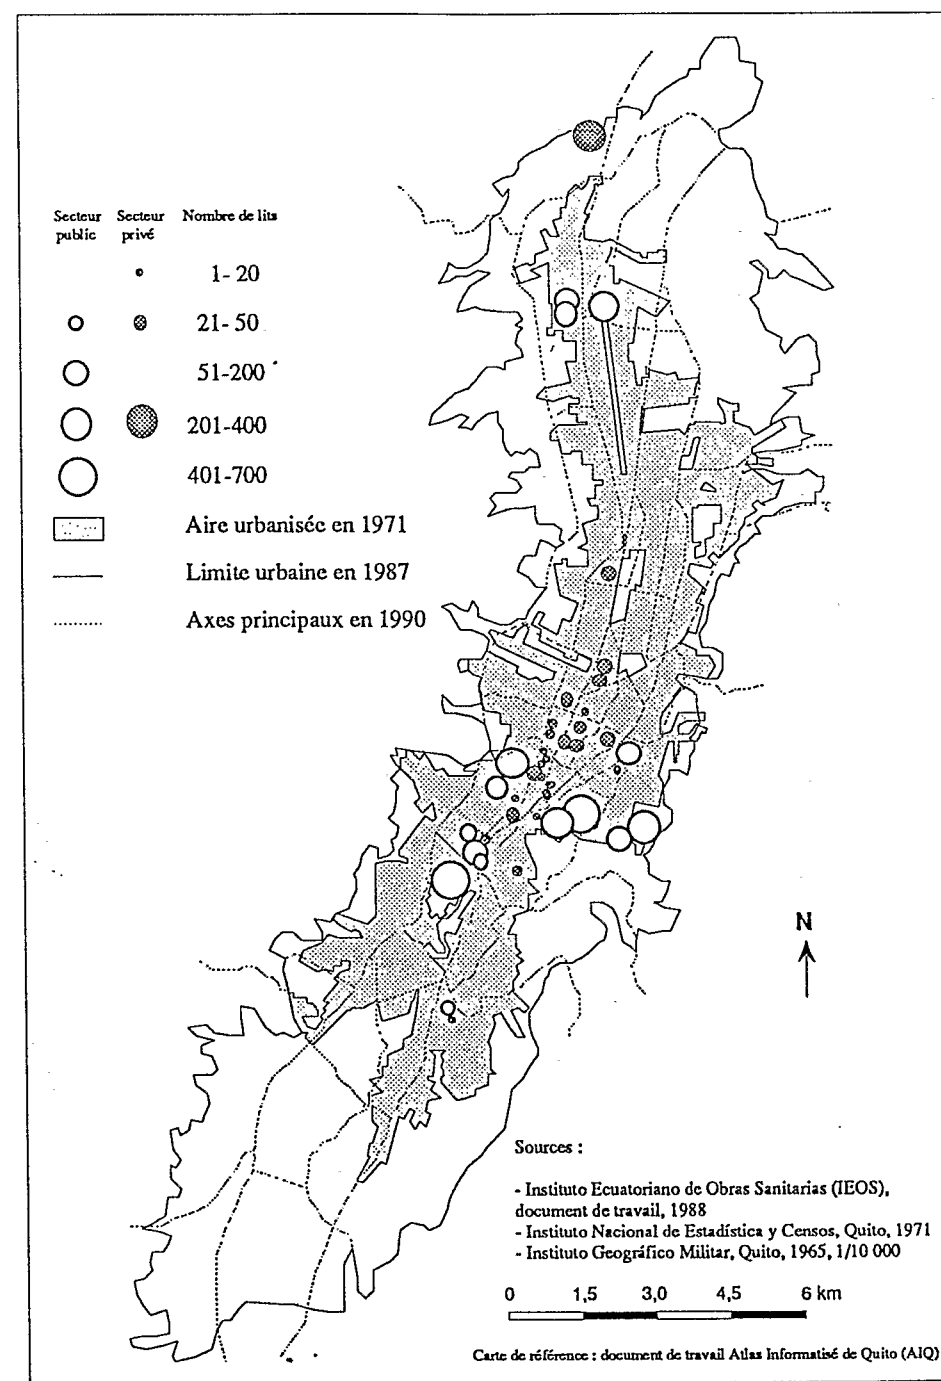 Secteur public
Secteur privé
Nombre de lits
1- 20
21- 50
51-200
201-400
401-700
Aire urbanisée en 1971
Limite urbaine en 1987
Axes principaux en 1990
N
Sources :
- Instituto Ecuatoriano de Obras Sanitarias (IEOS),
document de travail, 1988
- Instituto Nacional de Estadística y Censos, Quito, 1971
- Instituto Geográfico Militar, Quito, 1965, 1/10 000
0 1,5 3,0 4,5 6 km
Carte de référence : document de travail Atlas Informatisé de Quito (AIQ)